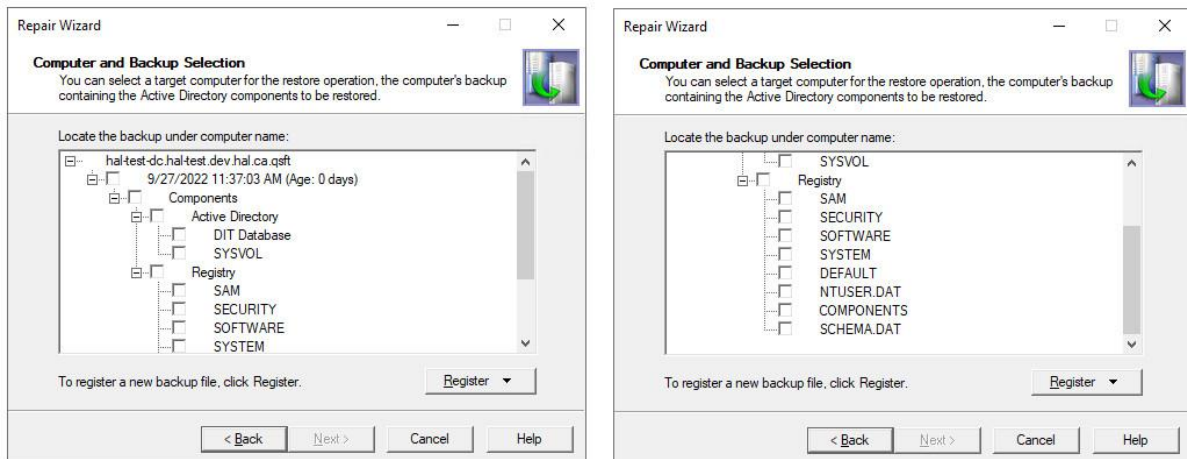 Repair Wizard
Computer and Backup Selection
You can select a target computer for the restore operation, the computer's backup
containing the Active Directory components to be restored.
Locate the backup under computer name:
hal-test-dc.hal-test.dev.hal.ca.qsft
9/27/2022 11:37:03 AM (Age: 0 days)
Components
Active Directory
DIT Database
SYSVOL
Registry
SAM
SECURITY
SOFTWARE
SYSTEM
To register a new backup file, click Register.
Register
< Back
Next >
Cancel
Help
Repair Wizard
Computer and Backup Selection
You can select a target computer for the restore operation, the computer's backup
containing the Active Directory components to be restored.
Locate the backup under computer name:
SYSVOL
Registry
SAM
SECURITY
SOFTWARE
SYSTEM
DEFAULT
NTUSER.DAT
COMPONENTS
SCHEMA.DAT
To register a new backup file, click Register.
Register
< Back
Next >
Cancel
Help